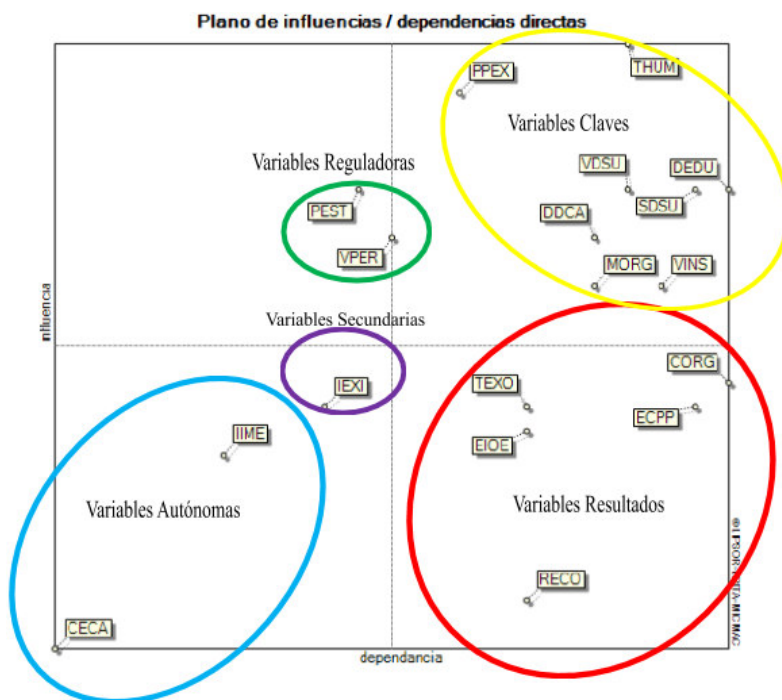 Plano de influencias / dependencias directas
PPEX
THUM
Variables Claves
Variables Reguladoras
VDSU
DEDU
PEST
SDSU
DDCA
VPER
MORG
VINS
Variables Secundarias
influencia
CORG
IEXI
TEXO
ECPP
IIME
EIOE
Variables Autónomas
Variables Resultados
RECO
CECA
dependancia